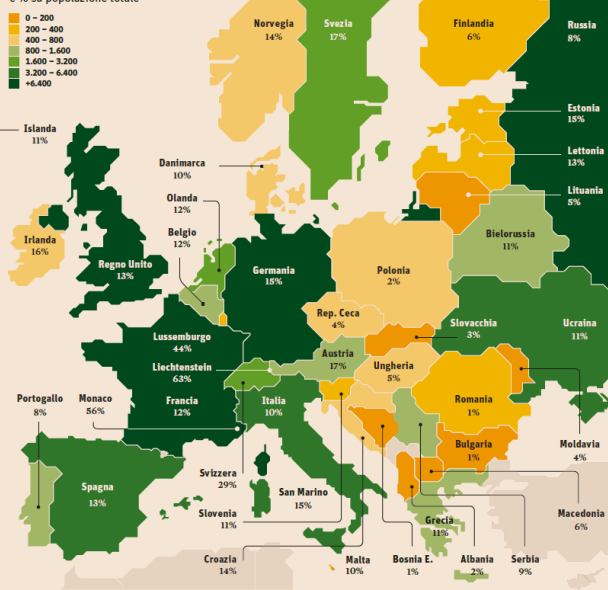 e % su popolazione totale
0 – 200
200 – 400
400 – 800
800 – 1.600
1.600 – 3.200
3.200 – 6.400
+6.400
Norvegia
14%
Svezia
17%
Finlandia
6%
Russia
8%
Estonia
15%
Lettonia
13%
Lituania
5%
Islanda
11%
Danimarca
10%
Olanda
12%
Belgio
12%
Irlanda
16%
Regno Unito
13%
Germania
15%
Polonia
2%
Bielorussia
11%
Rep. Ceca
4%
Slovacchia
3%
Ucraina
11%
Lussemburgo
44%
Liechtenstein
63%
Austria
17%
Ungheria
5%
Portogallo
8%
Monaco
56%
Francia
12%
Italia
10%
Romania
1%
Moldavia
4%
Bulgaria
1%
Spagna
13%
Svizzera
29%
San Marino
15%
Slovenia
11%
Grecia
11%
Macedonia
6%
Croazia
14%
Malta
10%
Bosnia E.
1%
Albania
2%
Serbia
9%